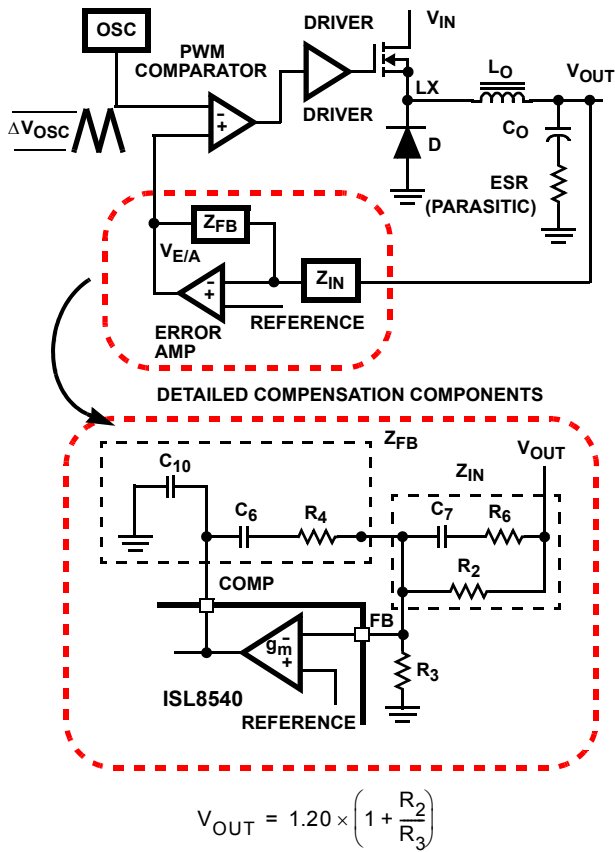 OSC
PWM
COMPARATOR
DRIVER
DRIVER
V_IN
LX
L_O
V_OUT
ΔV_OSC
-
+
D
C_O
ESR
(PARASITIC)
Z_FB
V_E/A
-
+
Z_IN
ERROR
AMP
REFERENCE
DETAILED COMPENSATION COMPONENTS
Z_FB
V_OUT
Z_IN
C_10
C_6
R_4
C_7
R_6
R_2
COMP
FB
g_m
-
+
R_3
ISL8540
REFERENCE
V_OUT = 1.20 × (1 + R_2/R_3)